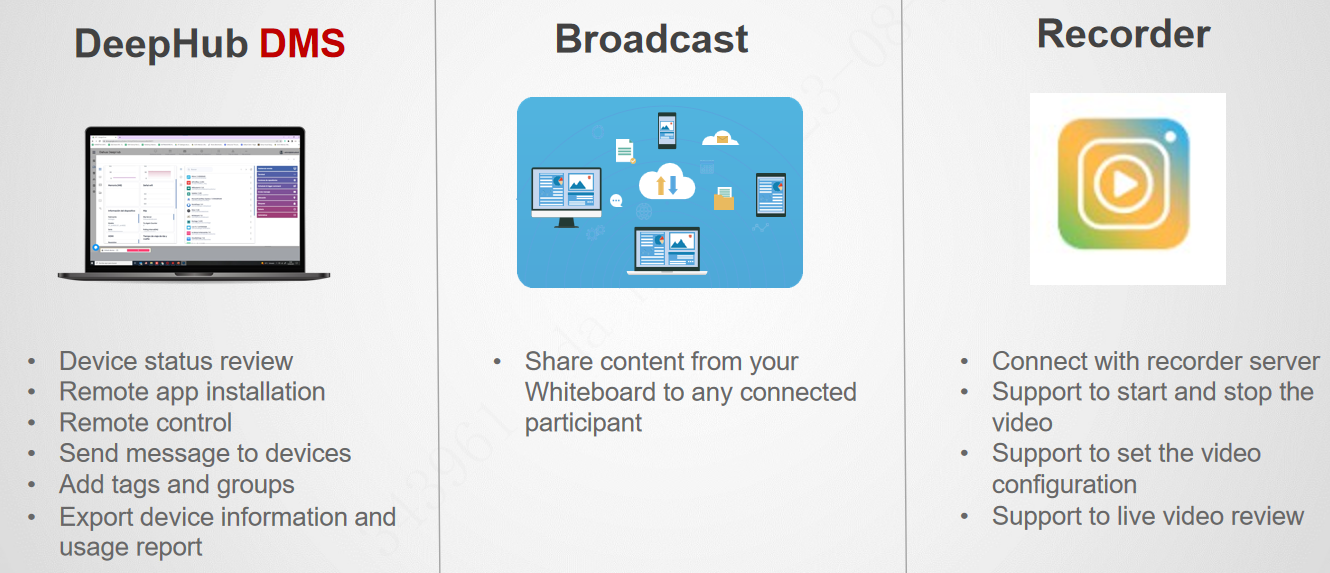 DeepHub DMS
Device status review
Remote app installation
Remote control
Send message to devices
Add tags and groups
Export device information and
usage report
Broadcast
Share content from your
Whiteboard to any connected
participant
Recorder
Connect with recorder server
Support to start and stop the
video
Support to set the video
configuration
Support to live video review